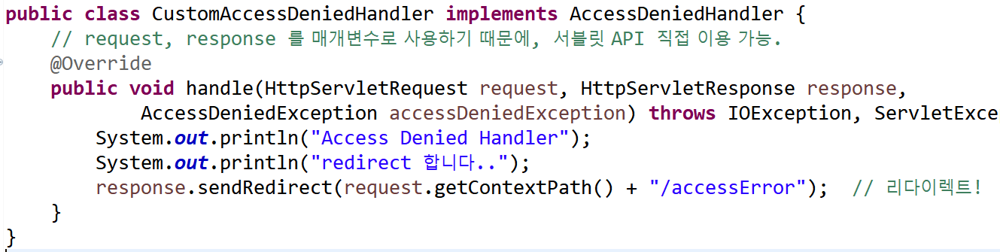 public class CustomAccessDeniedHandler implements AccessDeniedHandler {
    // request, response 를 매개변수로 사용하기 때문에, 서블릿 API 직접 이용 가능.
    @Override
    public void handle(HttpServletRequest request, HttpServletResponse response,
            AccessDeniedException accessDeniedException) throws IOException, ServletExce
        System.out.println("Access Denied Handler");
        System.out.println("redirect 합니다..");
        response.sendRedirect(request.getContextPath() + "/accessError");  // 리다이렉트!
    }
}